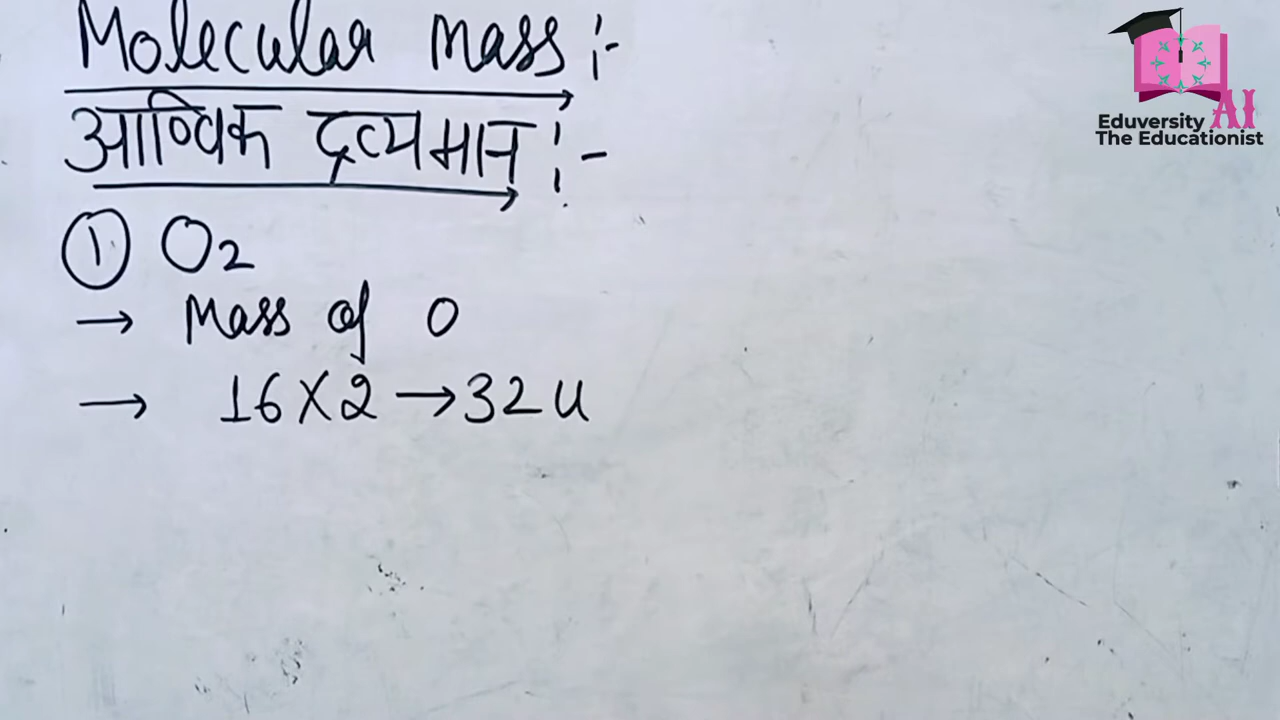 Molecular mass :-
आण्विक द्रव्यमान :-
① O₂
→ Mass of O
→ 16 X 2 → 32 u
AI
Eduversity
The Educationist